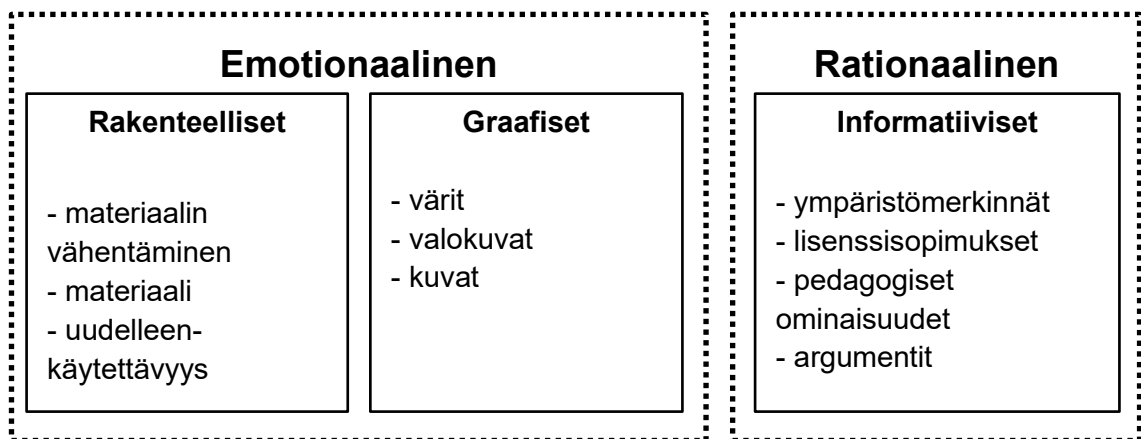 Emotionaalinen
Rakenteelliset
- materiaalin
vähentäminen
- materiaali
- uudelleen-
käytettävyys
Graafiset
- värit
- valokuvat
- kuvat
Rationaalinen
Informatiiviset
- ympäristömerkinnät
- lisenssisopimukset
- pedagogiset
ominaisuudet
- argumentit